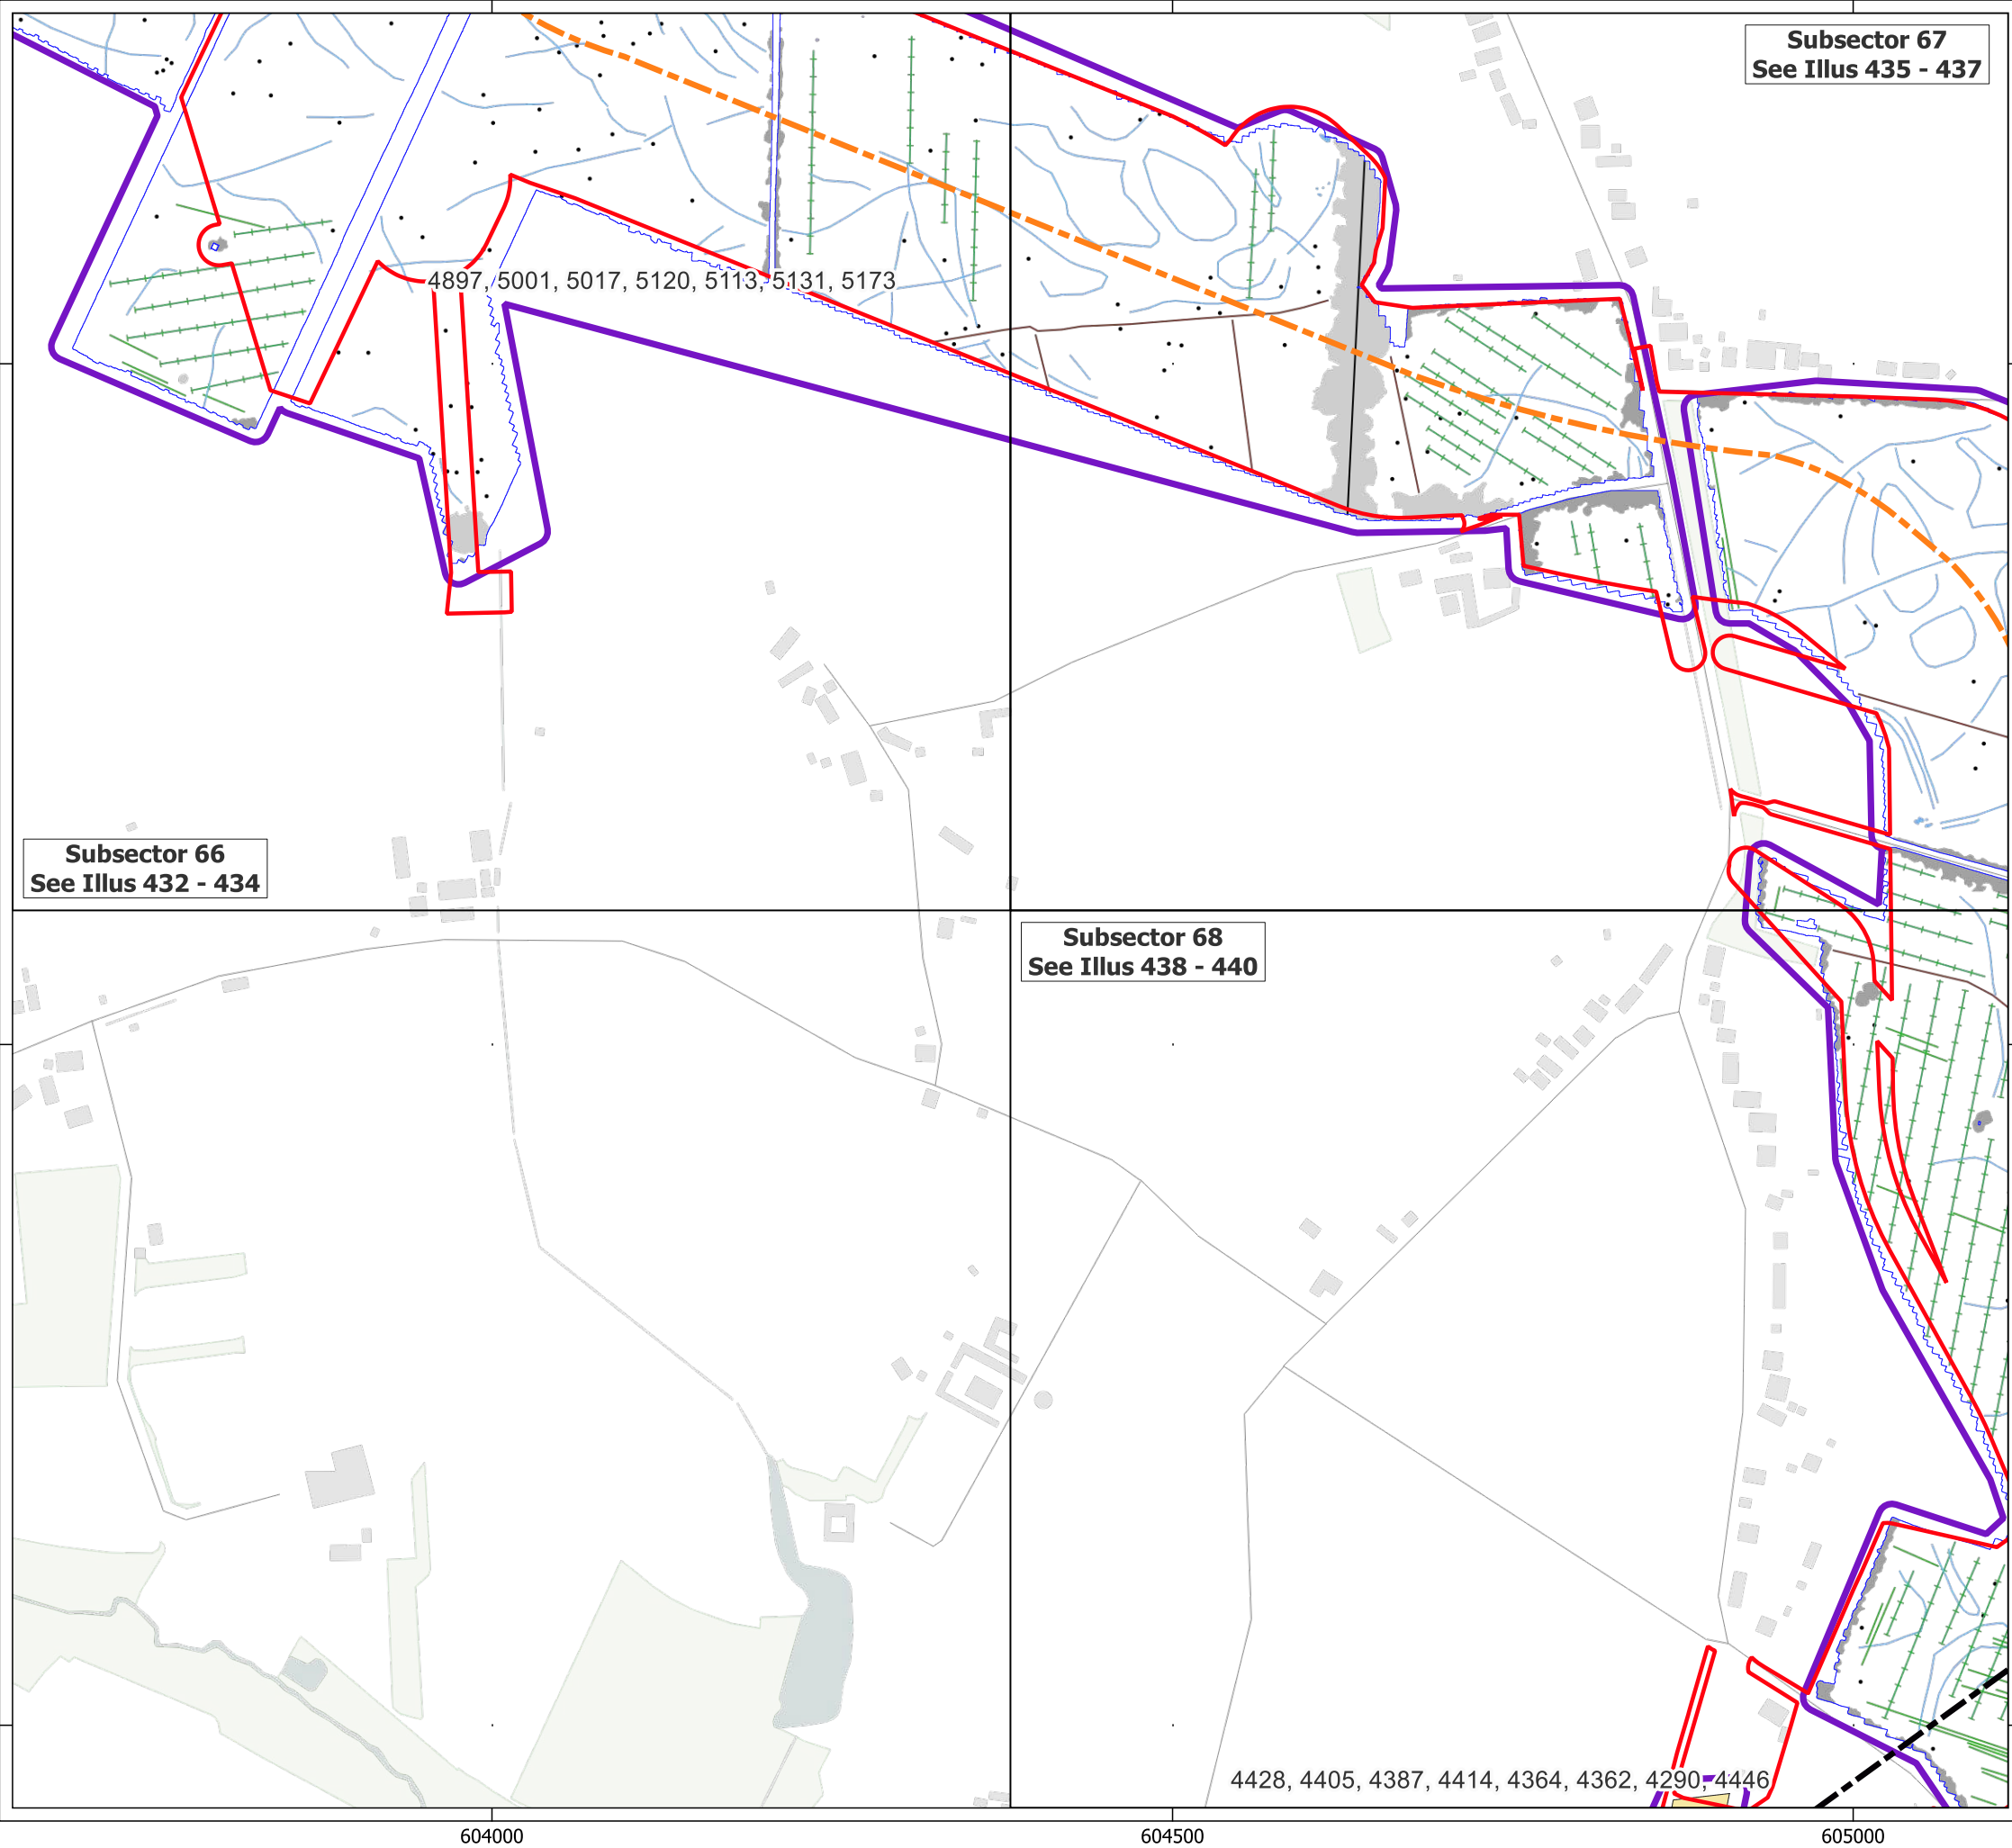 Subsector 67
See Illus 435 - 437
4897, 5001, 5017, 5120, 5113, 5131, 5173
Subsector 66
See Illus 432 - 434
Subsector 68
See Illus 438 - 440
4428, 4405, 4387, 4414, 4364, 4362, 4290, 4446
604000
604500
605000